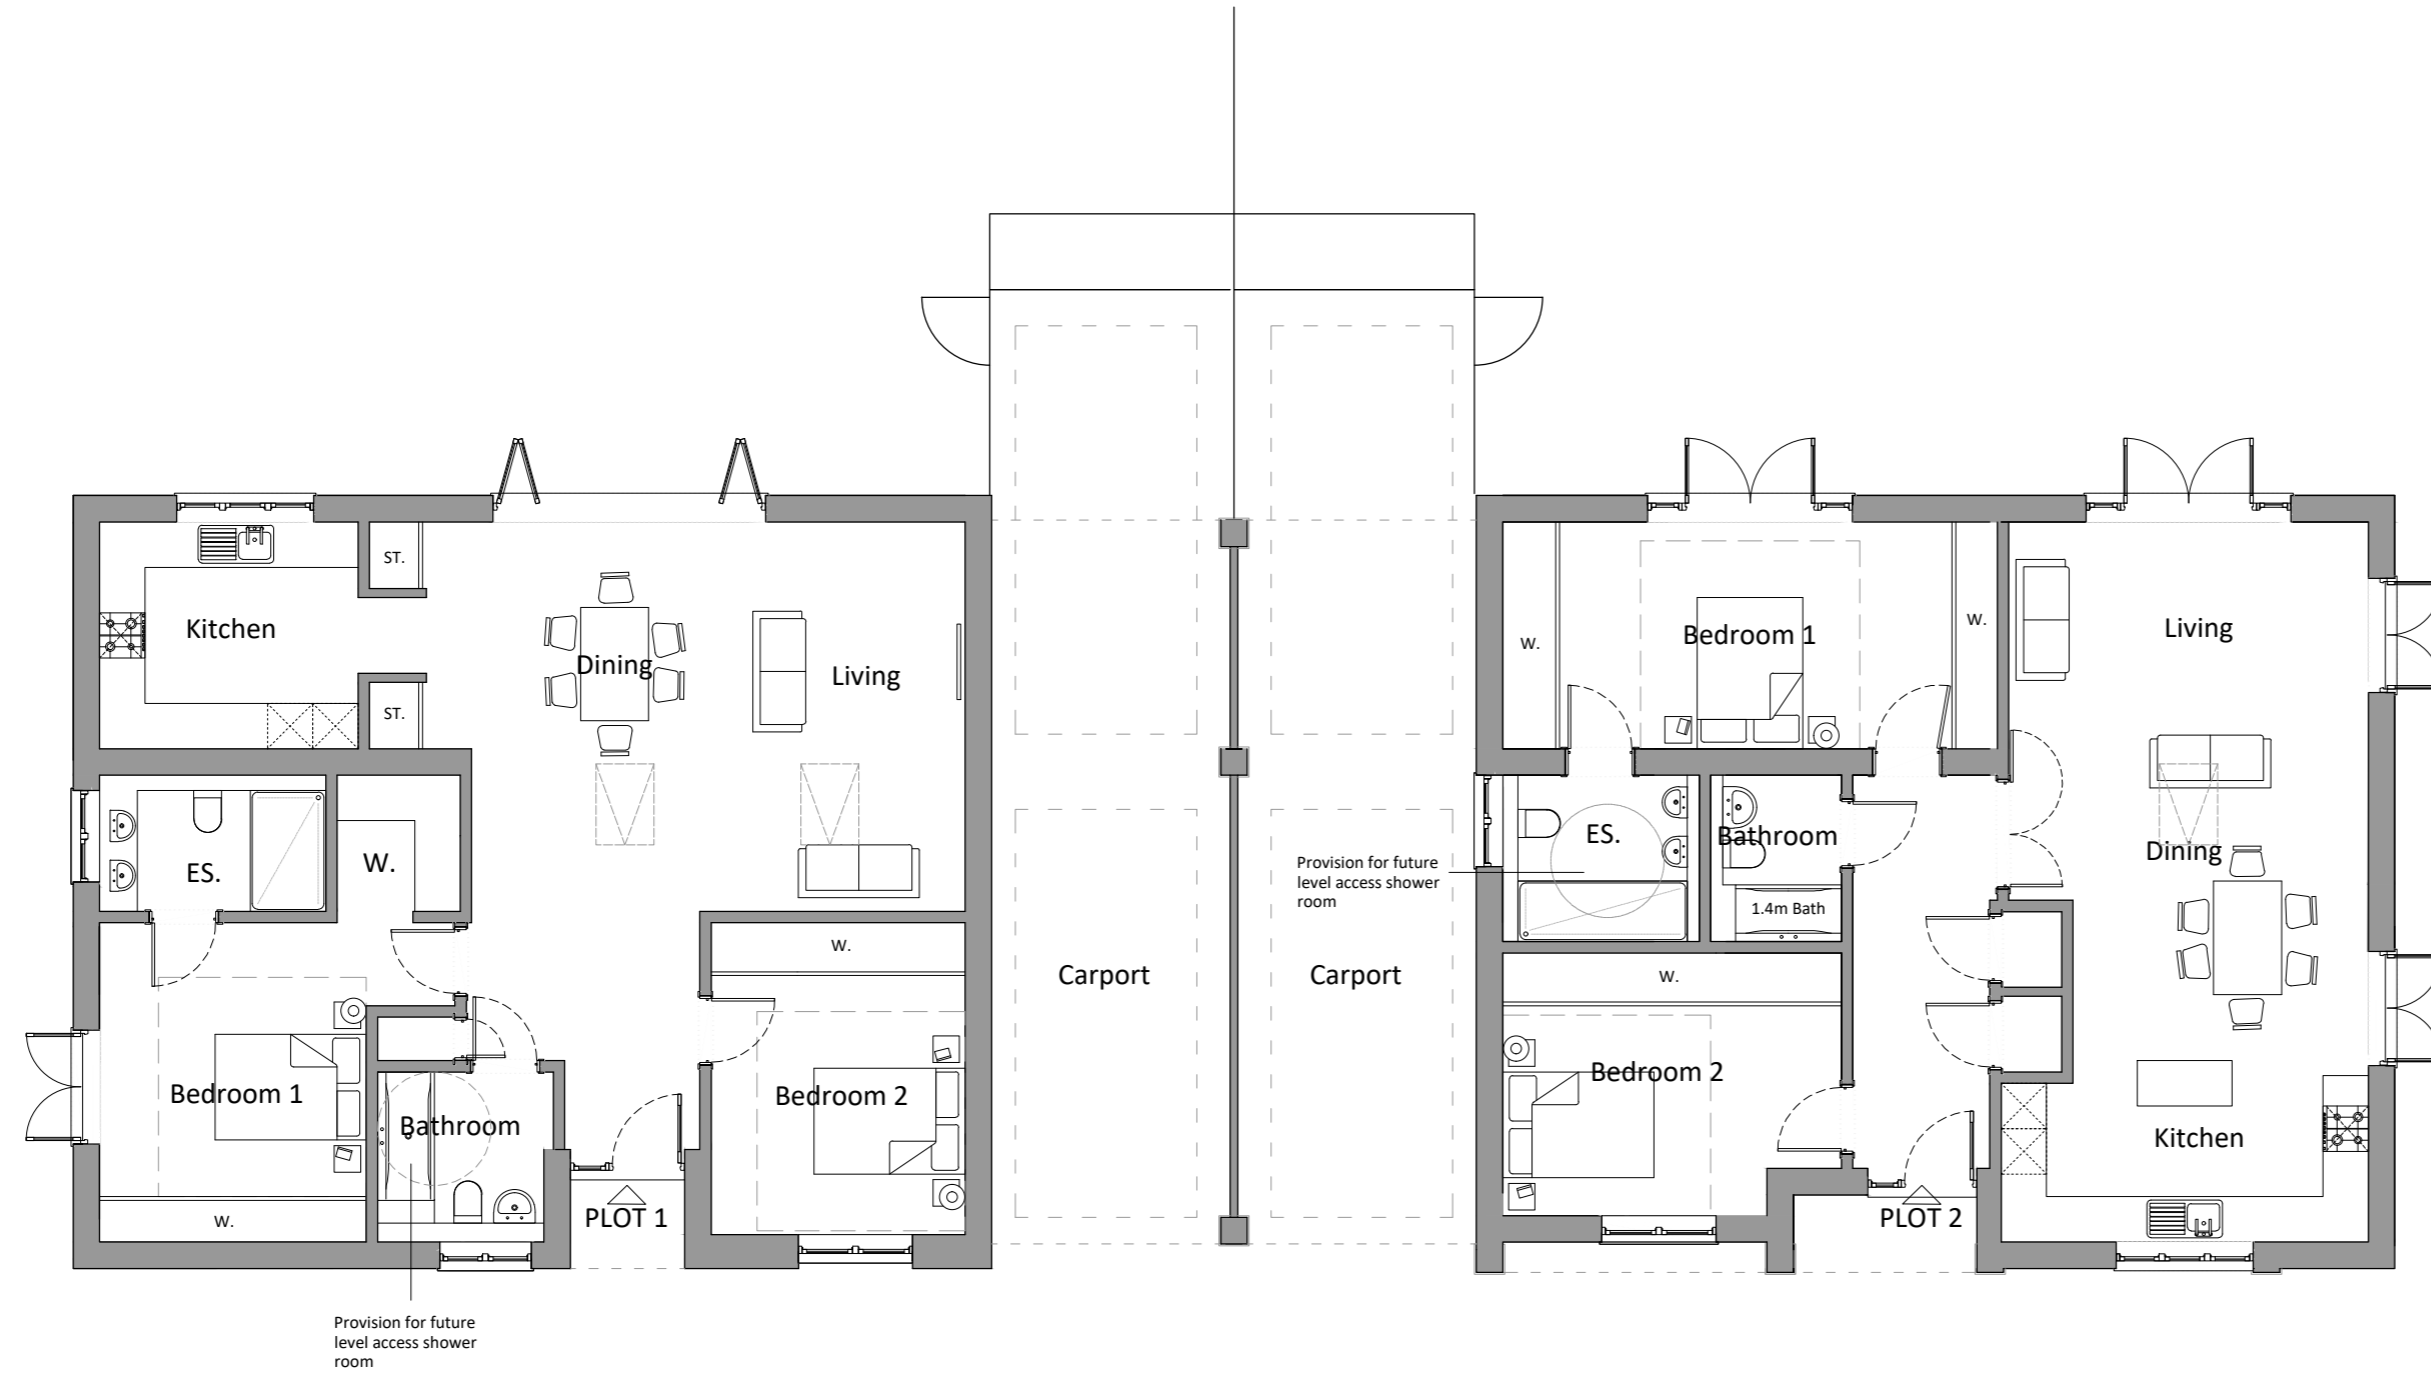 ST.
Kitchen
Dining
Living
ST.
ES.
W.
W.
Bedroom 1
Bathroom
Bedroom 2
W.
PLOT 1
Provision for future
level access shower
room
Carport
Carport
W.
Bedroom 1
W.
Living
Provision for future
level access shower
room
ES.
Bathroom
1.4m Bath
Dining
W.
Bedroom 2
Kitchen
PLOT 2